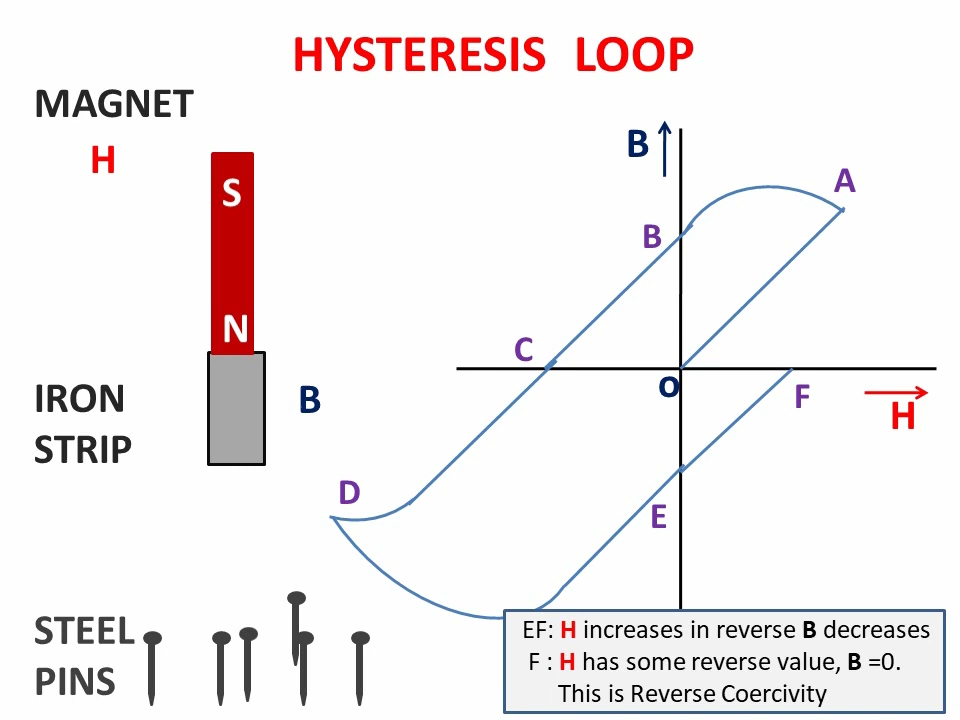 HYSTERESIS LOOP
MAGNET
H
S
N
IRON
STRIP
B
B
A
B
C
O
F
H
D
E
STEEL
PINS
EF: H increases in reverse B decreases
F : H has some reverse value, B =0.
This is Reverse Coercivity